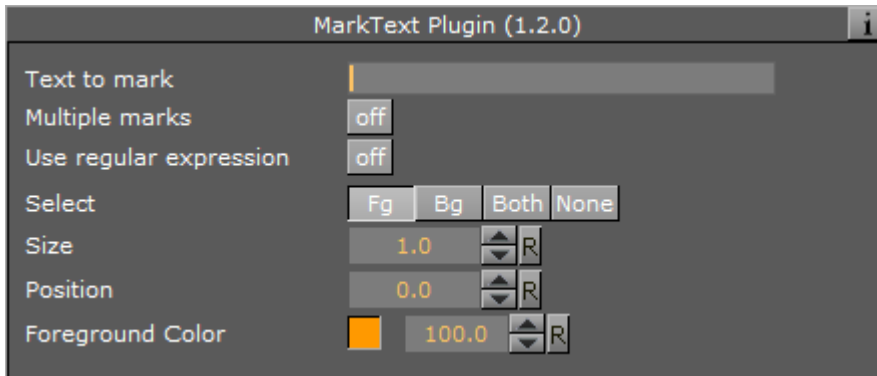 MarkText Plugin (1.2.0) i
Text to mark
Multiple marks off
Use regular expression off
Select Fg Bg Both None
Size 1.0 R
Position 0.0 R
Foreground Color 100.0 R